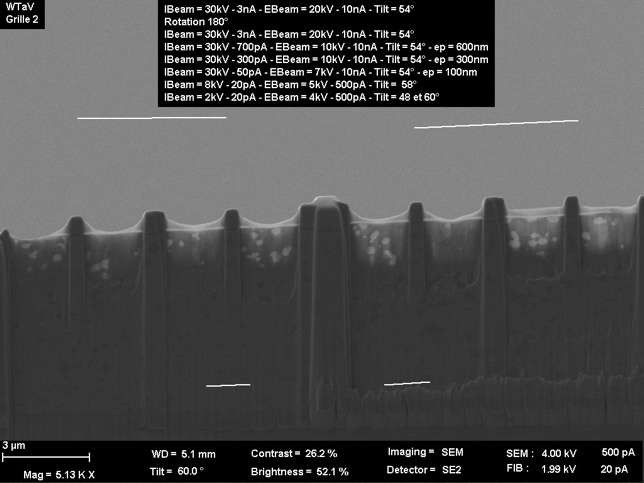 WTaV
Grille 2
IBeam = 30kV - 3nA - EBeam = 20kV - 10nA - Tilt = 54°
Rotation 180°
IBeam = 30kV - 3nA - EBeam = 20kV - 10nA - Tilt = 54°
IBeam = 30kV - 700pA - EBeam = 10kV - 10nA - Tilt = 54° - ep = 600nm
IBeam = 30kV - 300pA - EBeam = 10kV - 10nA - Tilt = 54° - ep = 300nm
IBeam = 30kV - 50pA - EBeam = 7kV - 10nA - Tilt = 54° - ep = 100nm
IBeam = 8kV - 20pA - EBeam = 5kV - 500pA - Tilt = 58°
IBeam = 2kV - 20pA - EBeam = 4kV - 500pA - Tilt = 48 et 60°
3 µm
Mag = 5.13 K X
WD = 5.1 mm
Tilt = 60.0 °
Contrast = 26.2 %
Brightness = 52.1 %
Imaging = SEM
Detector = SE2
SEM : 4.00 kV 500 pA
FIB : 1.99 kV 20 pA